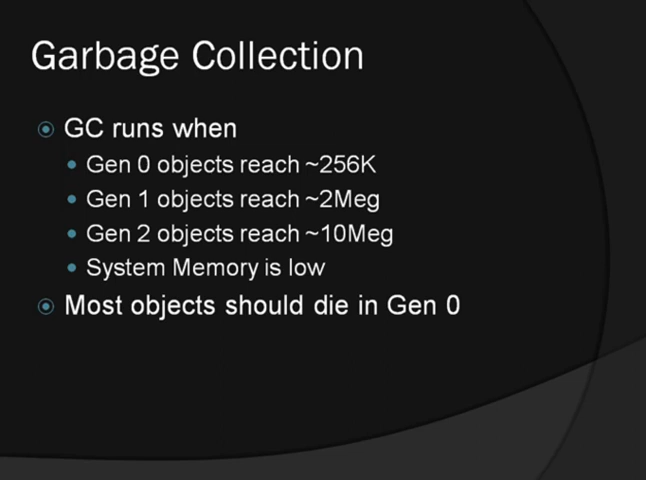 Garbage Collection
GC runs when
Gen 0 objects reach ~256K
Gen 1 objects reach ~2Meg
Gen 2 objects reach ~10Meg
System Memory is low
Most objects should die in Gen 0